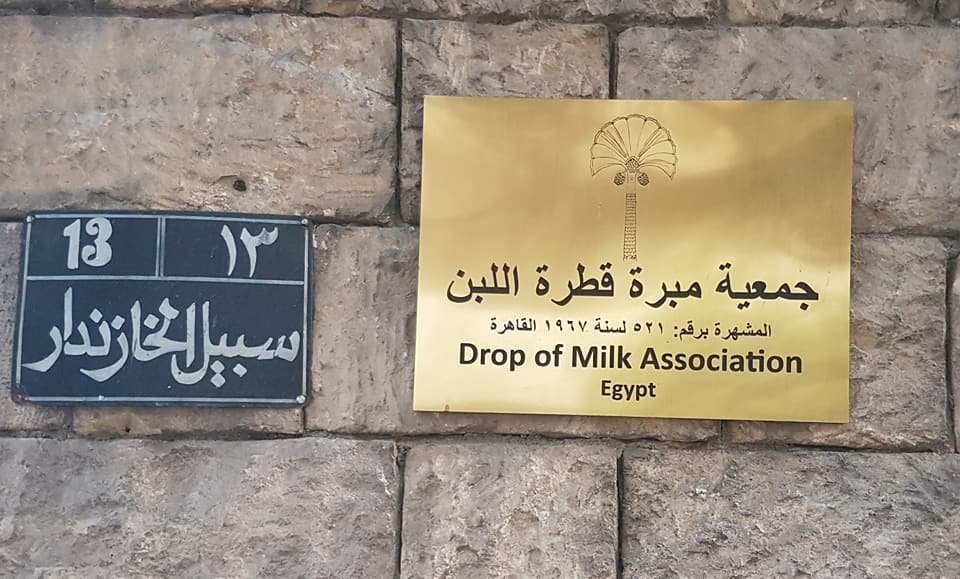 13
١٣
سبيل الخازندار
جمعية مبرة قطرة اللبن
المشهرة برقم: ٥٢١ لسنة ١٩٦٧ القاهرة
Drop of Milk Association
Egypt